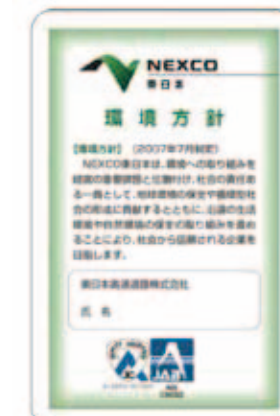 NEXCO
東日本
環境方針
【環境方針】(2007年7月制定)
NEXCO東日本は、環境への取り組みを
経営の重要課題と位置付け、社会の責任あ
る一員として、地球環境の保全や循環型社
会の形成に貢献するとともに、沿道の生活
環境や自然環境の保全の取り組みを進め
ることにより、社会から信頼される企業を
目指します。
東日本高速道路株式会社
氏 名
JAB